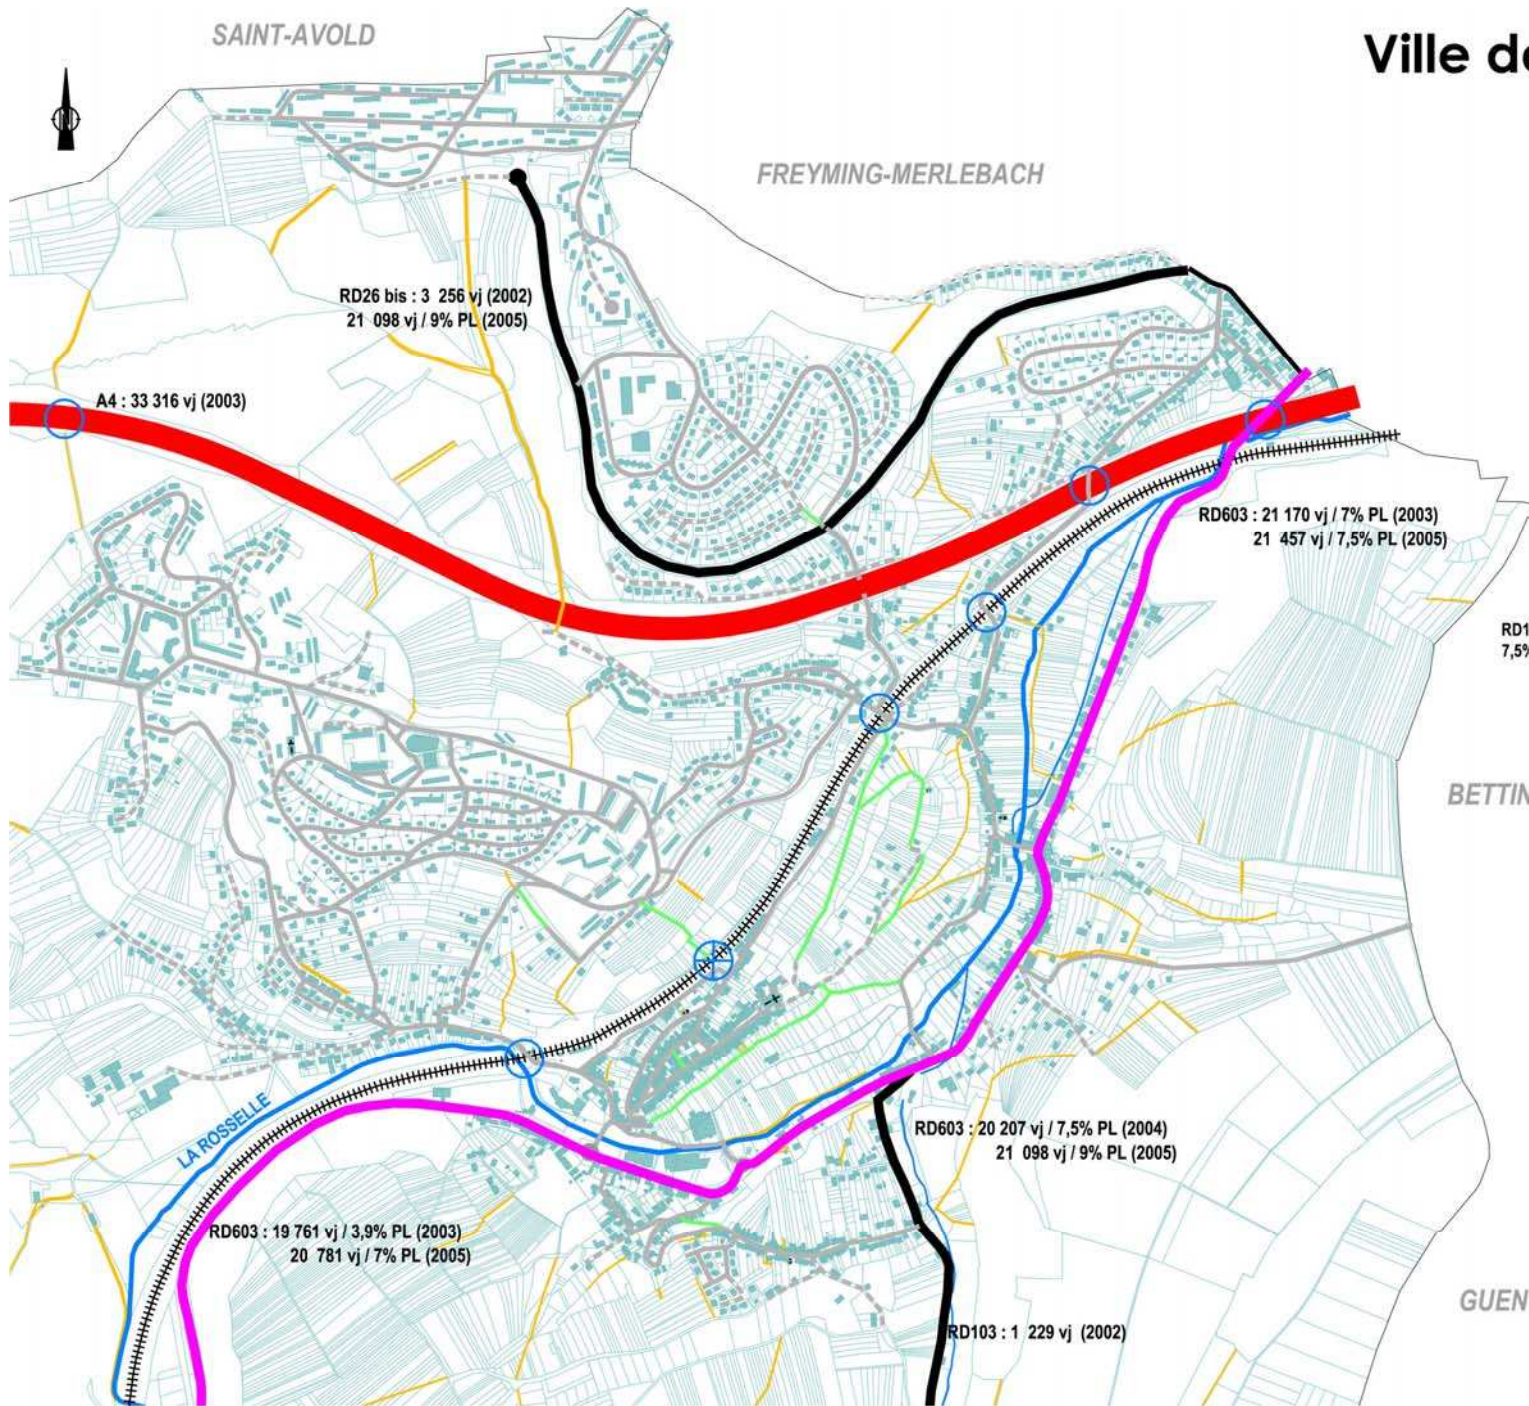 SAINT-AVOLD
Ville de
FREYMING-MERLEBACH
RD26 bis : 3 256 vj (2002)
21 098 vj / 9% PL (2005)
A4 : 33 316 vj (2003)
RD603 : 21 170 vj / 7% PL (2003)
21 457 vj / 7,5% PL (2005)
RD1
7,5%
BETTIN
LA ROSSELLE
RD603 : 20 207 vj / 7,5% PL (2004)
21 098 vj / 9% PL (2005)
RD603 : 19 761 vj / 3,9% PL (2003)
20 781 vj / 7% PL (2005)
GUEN
RD103 : 1 229 vj (2002)